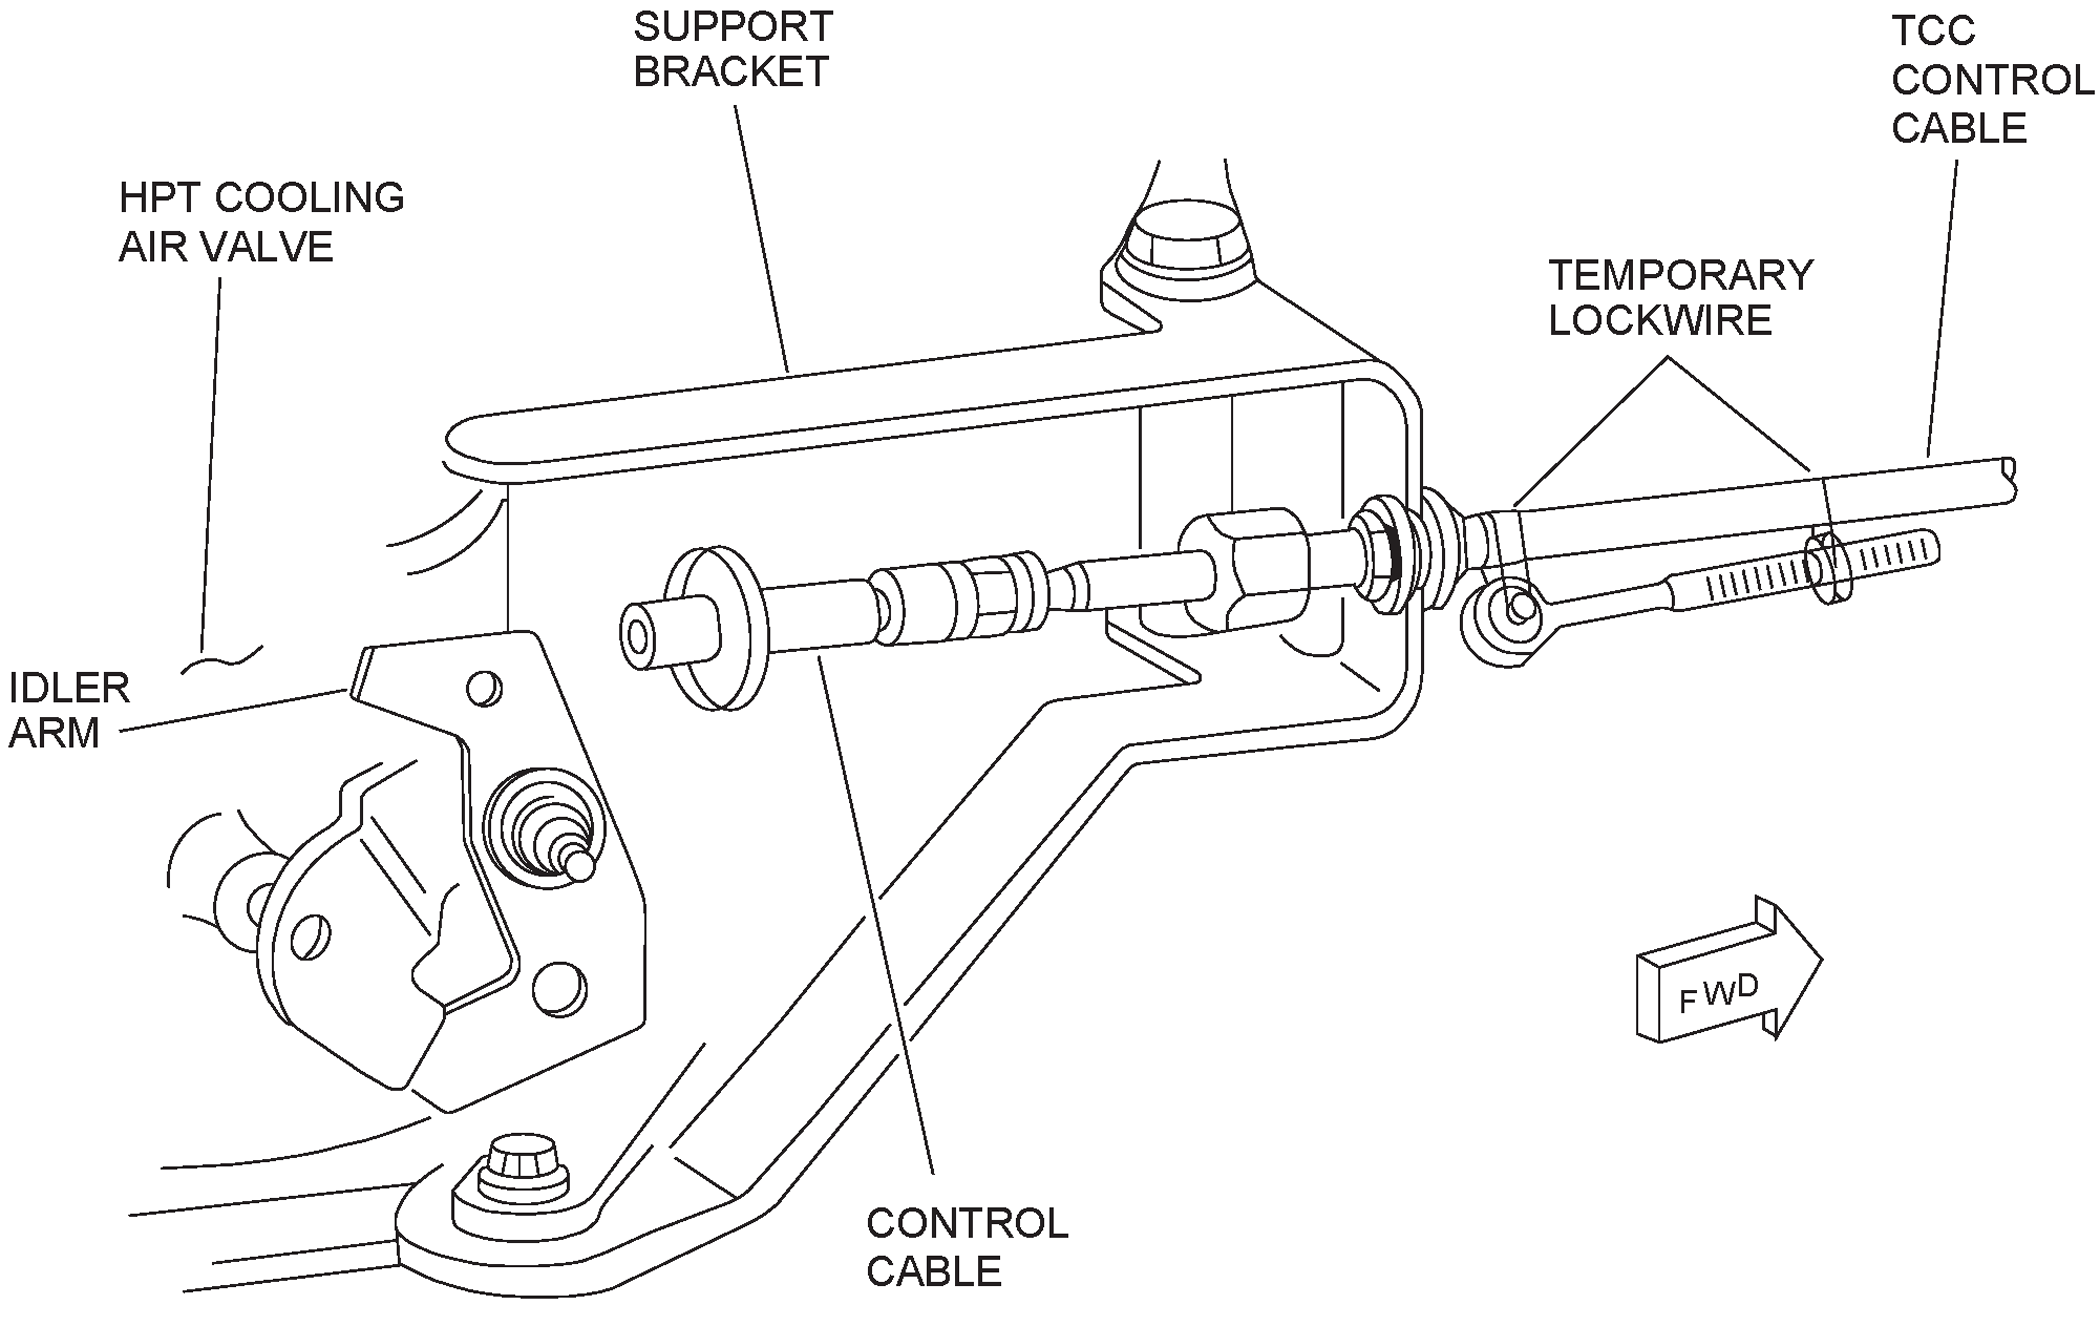 SUPPORT
BRACKET
TCC
CONTROL
CABLE
HPT COOLING
AIR VALVE
TEMPORARY
LOCKWIRE
IDLER
ARM
FWD
CONTROL
CABLE